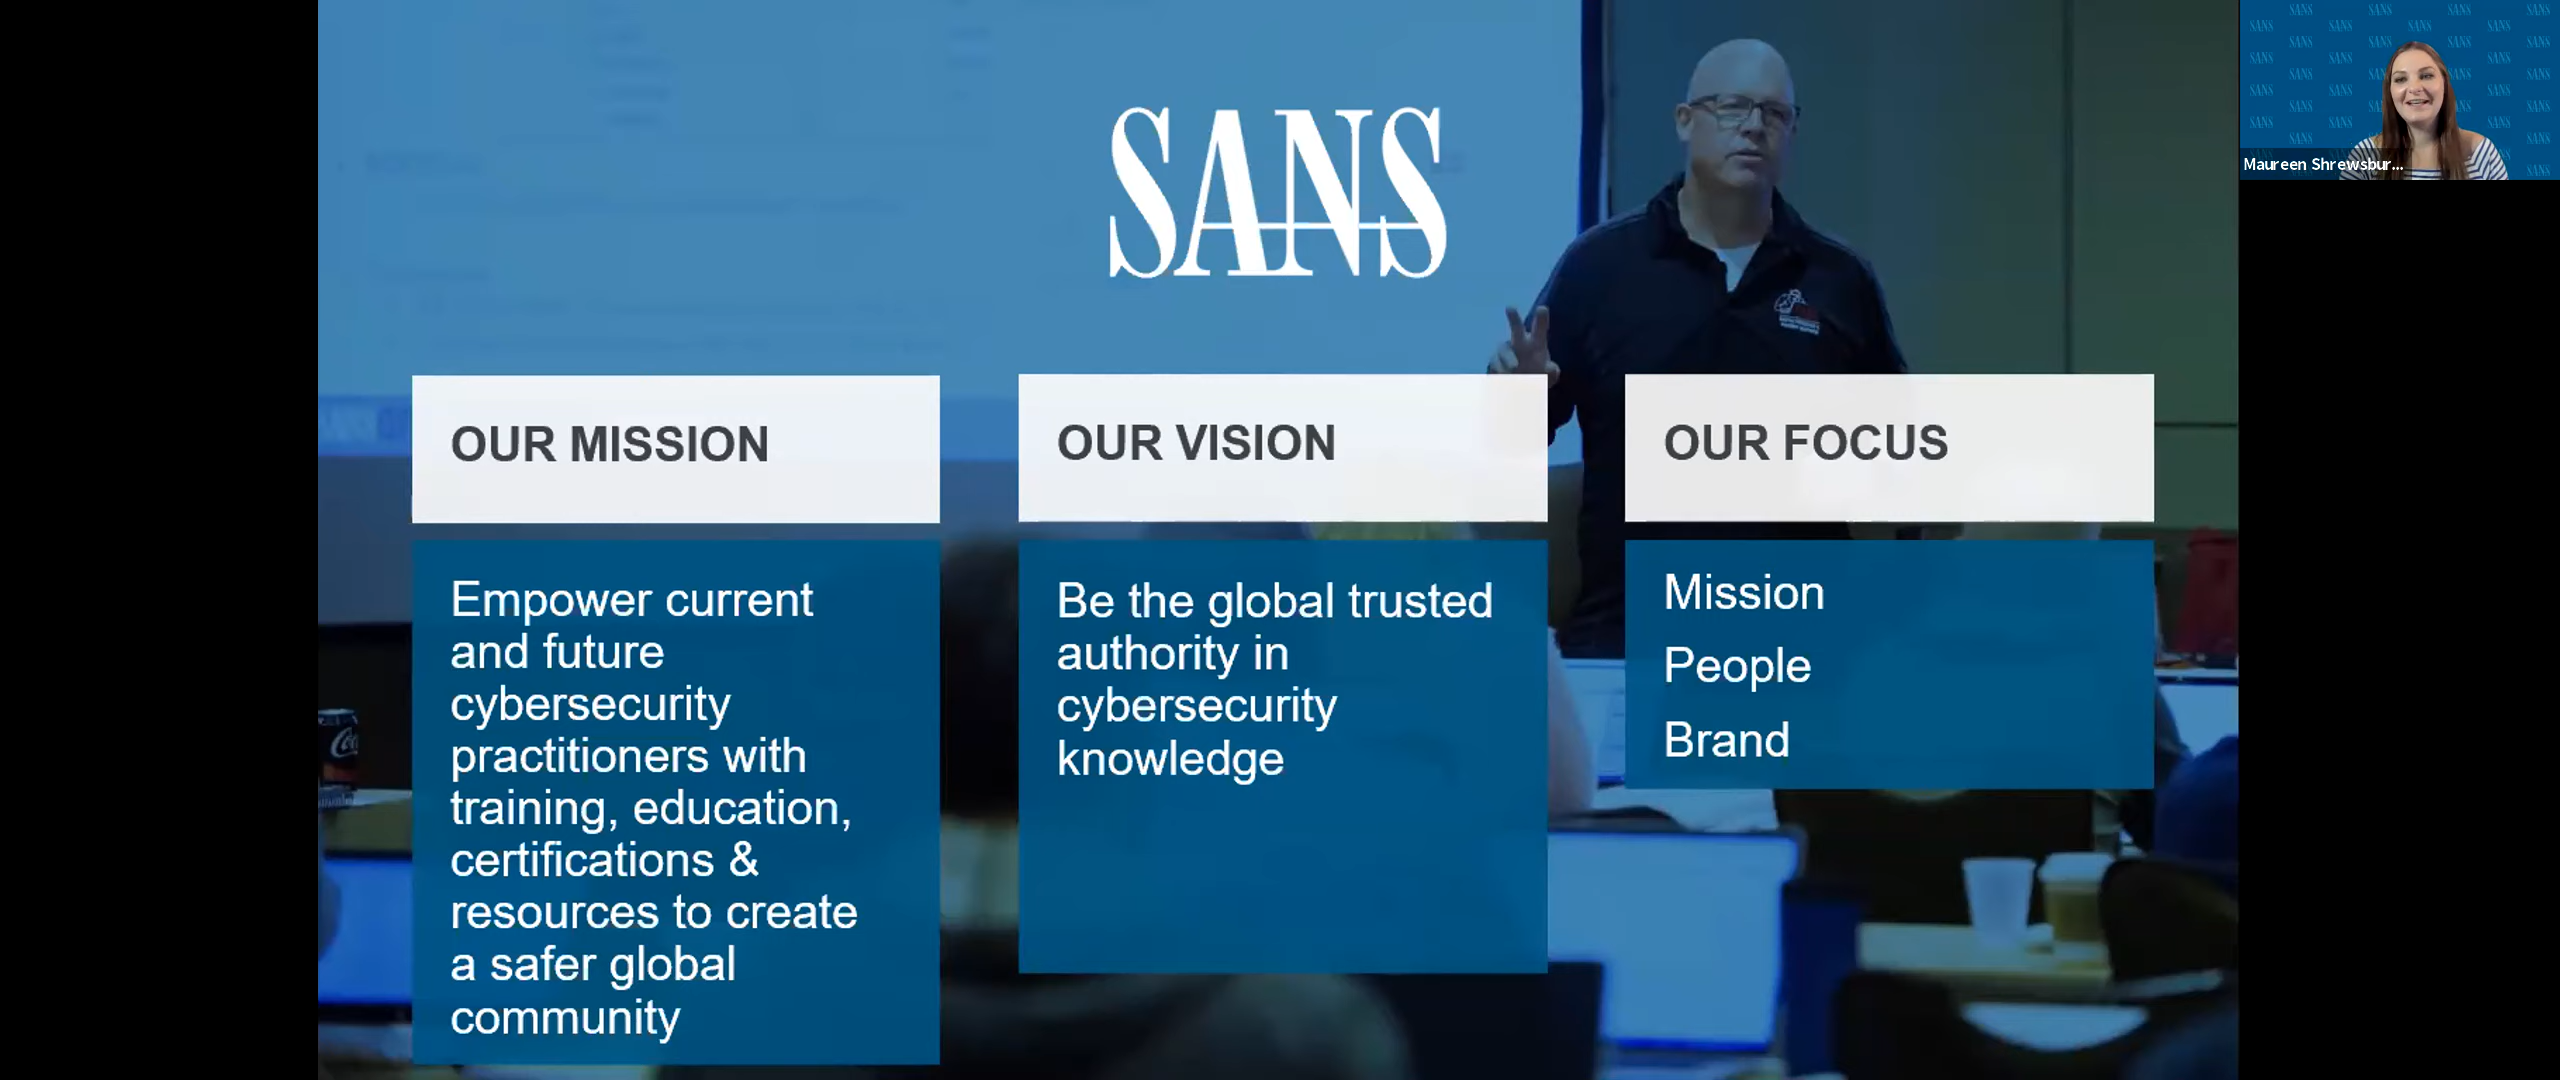 SANS
Maureen Shrewsbur...
OUR MISSION
Empower current
and future
cybersecurity
practitioners with
training, education,
certifications &
resources to create
a safer global
community
OUR VISION
Be the global trusted
authority in
cybersecurity
knowledge
OUR FOCUS
Mission
People
Brand